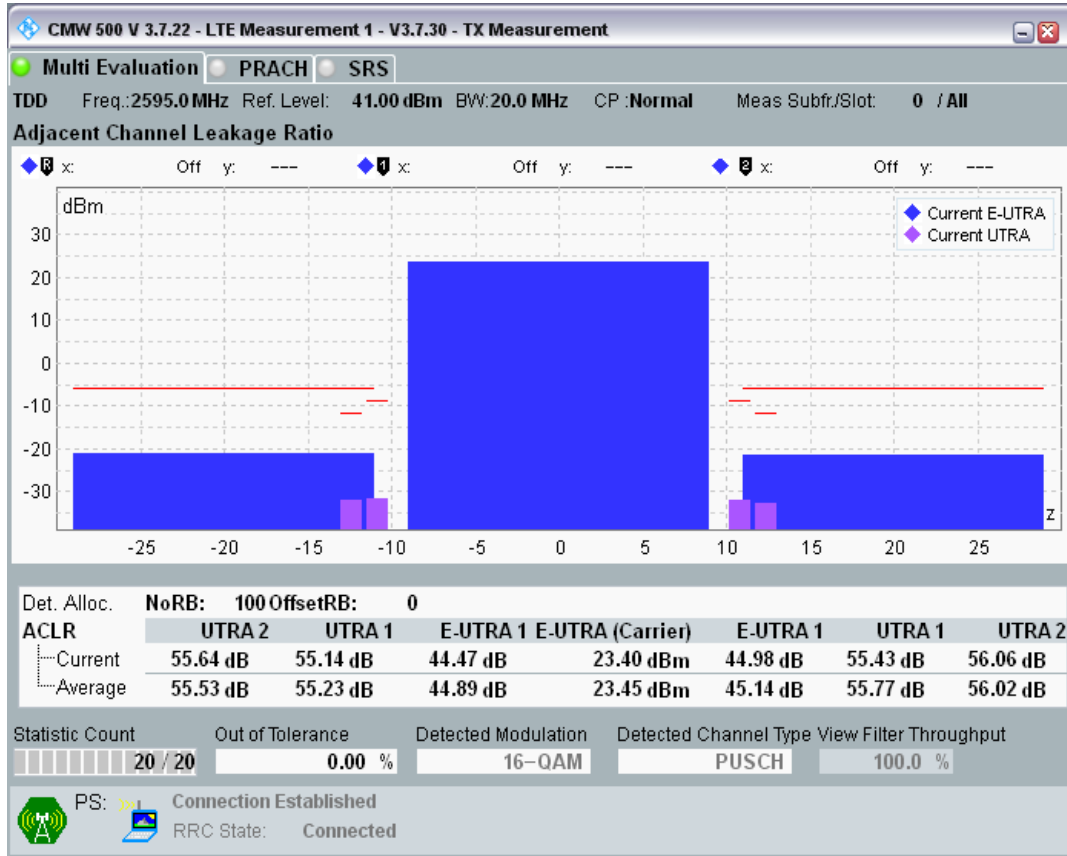 CMW 500 V 3.7.22 - LTE Measurement 1 - V3.7.30 - TX Measurement
Multi Evaluation PRACH SRS
TDD Freq.:2595.0 MHz Ref. Level: 41.00 dBm BW:20.0 MHz CP :Normal Meas Subfr./Slot: 0 / All
Adjacent Channel Leakage Ratio
R x: Off y: --- 1 x: Off y: --- 2 x: Off y: ---
dBm
Current E-UTRA
Current UTRA
30
20
10
0
-10
-20
-30
z
-25 -20 -15 -10 -5 0 5 10 15 20 25
Det. Alloc. NoRB: 100 OffsetRB: 0
ACLR UTRA 2 UTRA 1 E-UTRA 1 E-UTRA (Carrier) E-UTRA 1 UTRA 1 UTRA 2
Current 55.64 dB 55.14 dB 44.47 dB 23.40 dBm 44.98 dB 55.43 dB 56.06 dB
Average 55.53 dB 55.23 dB 44.89 dB 23.45 dBm 45.14 dB 55.77 dB 56.02 dB
Statistic Count Out of Tolerance Detected Modulation Detected Channel Type View Filter Throughput
20 / 20 0.00 % 16-QAM PUSCH 100.0 %
PS: Connection Established
RRC State: Connected